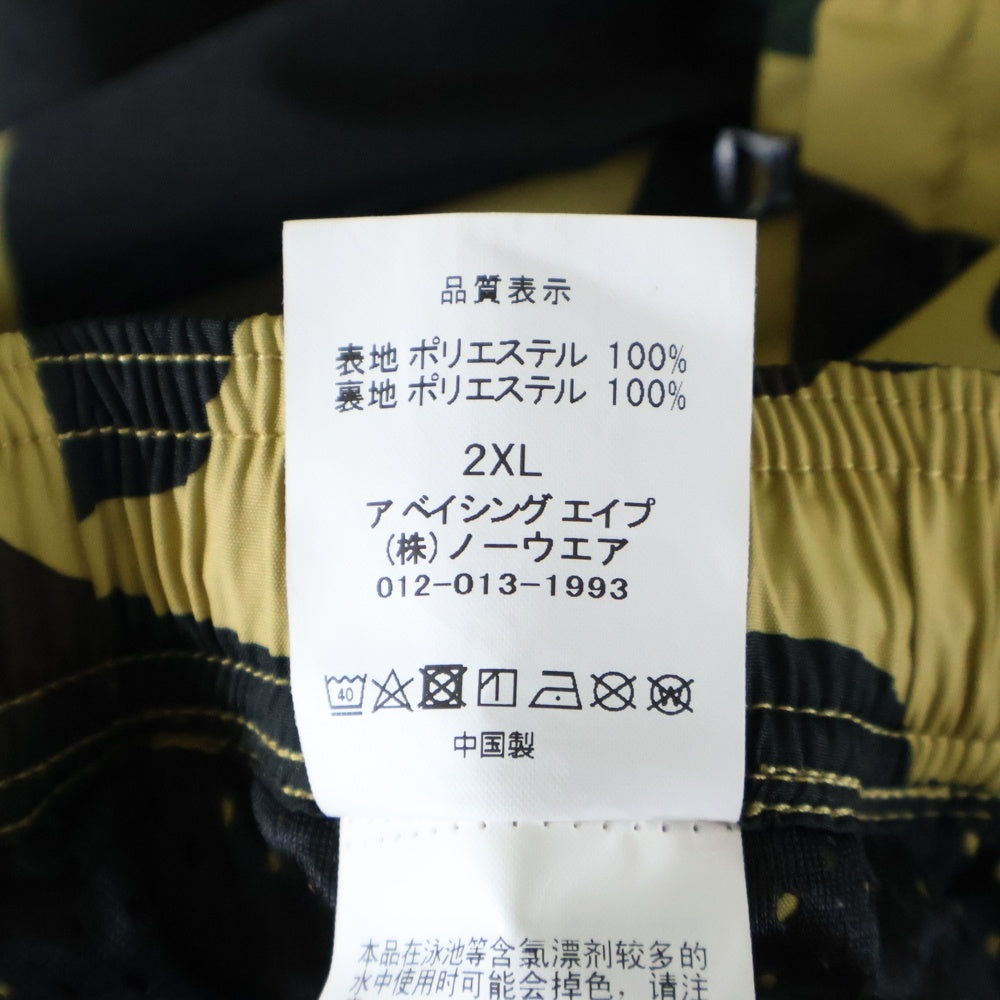 品質表示
表地 ポリエステル 100%
裏地 ポリエステル 100%
2XL
ア ベイシング エイプ
(株)ノーウエア
012-013-1993
40
W
中国製
本品在泳池等含氯漂剂较多的
水中使用时可能会掉色，请注